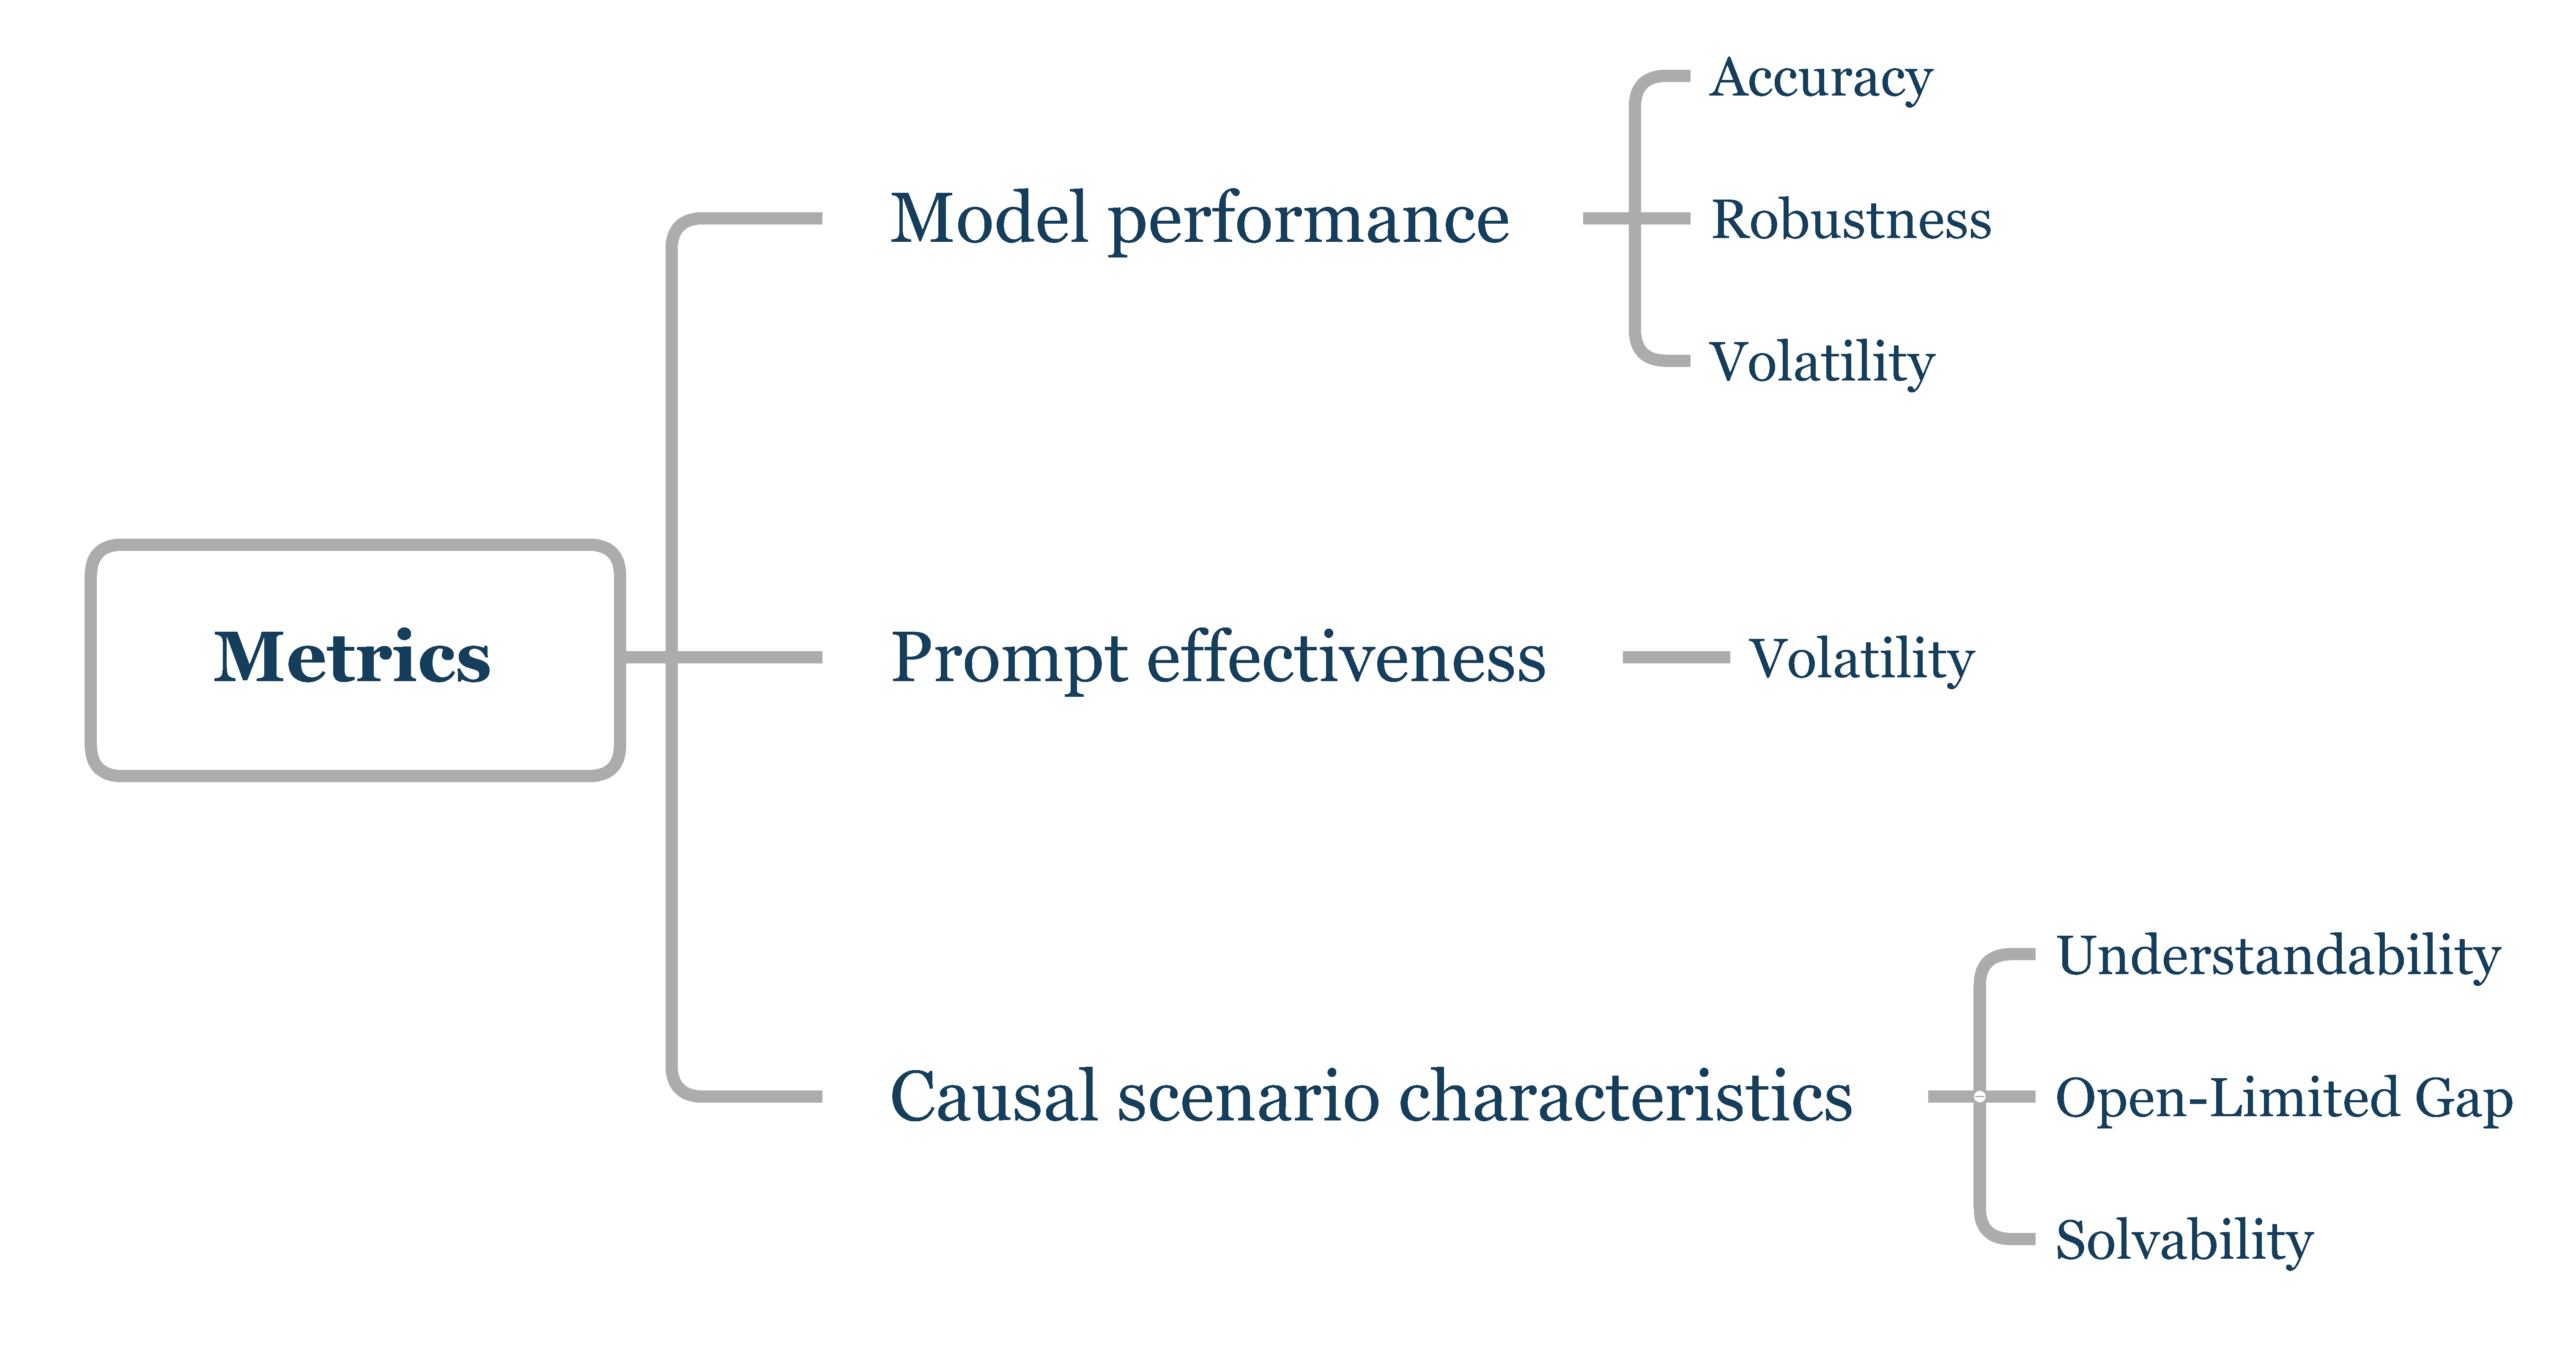 Metrics
Model performance
Accuracy
Robustness
Volatility
Prompt effectiveness
Volatility
Causal scenario characteristics
Understandability
Open-Limited Gap
Solvability